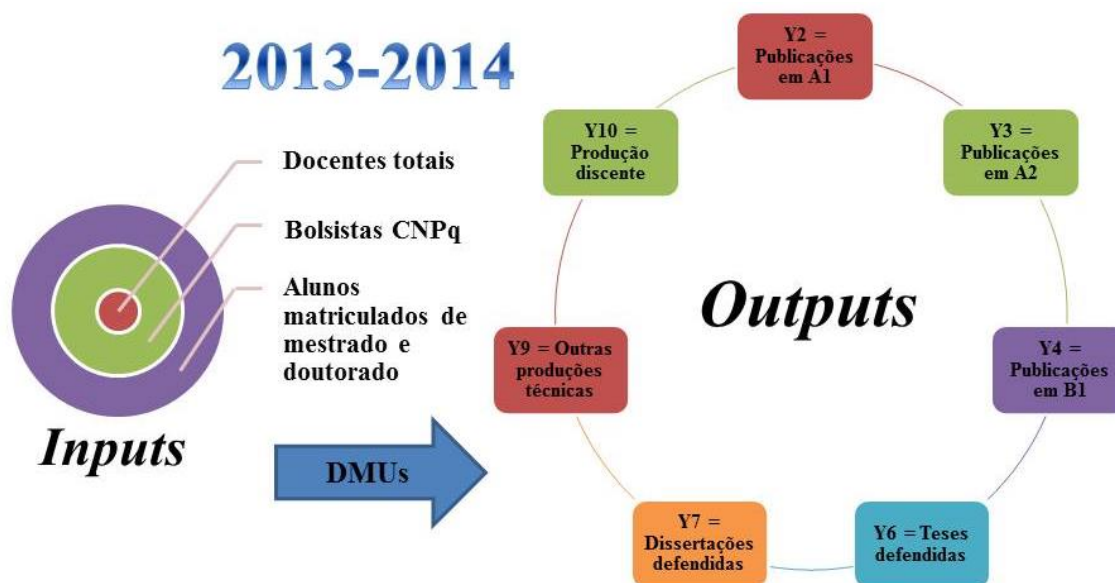 2013-2014
Docentes totais
Bolsistas CNPq
Alunos
matriculados de
mestrado e
doutorado
Inputs
DMUs
Outputs
Y2 =
Publicações
em A1
Y3 =
Publicações
em A2
Y4 =
Publicações
em B1
Y6 = Teses
defendidas
Y7 =
Dissertações
defendidas
Y9 = Outras
produções
técnicas
Y10 =
Produção
discente